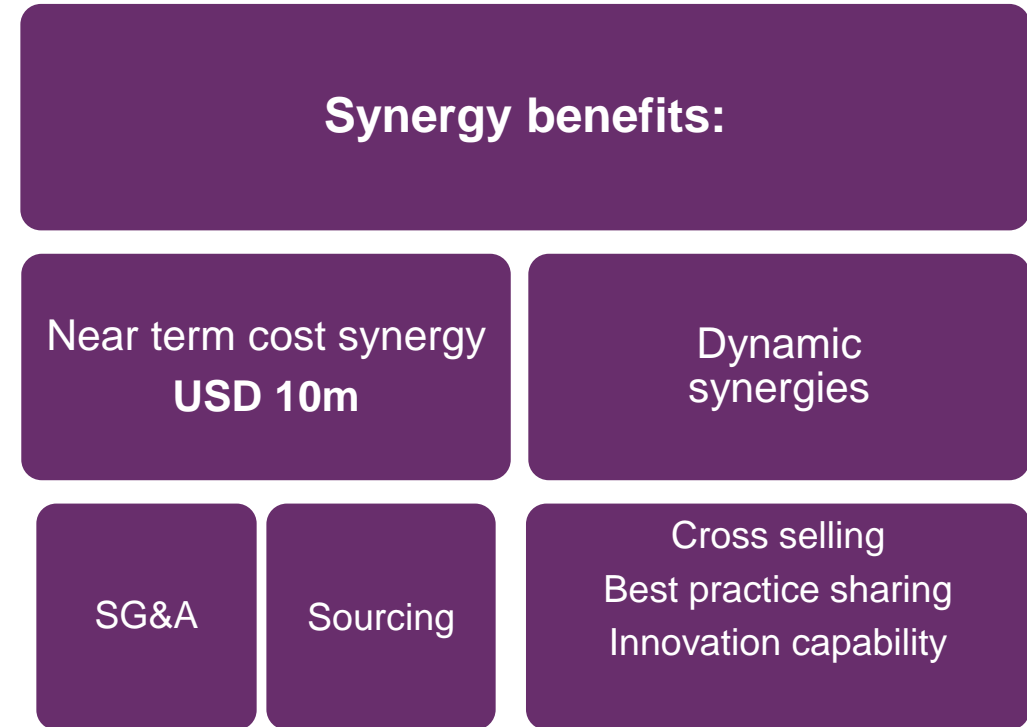 Synergy benefits:
Near term cost synergy
USD 10m
Dynamic
synergies
SG&A
Sourcing
Cross selling
Best practice sharing
Innovation capability